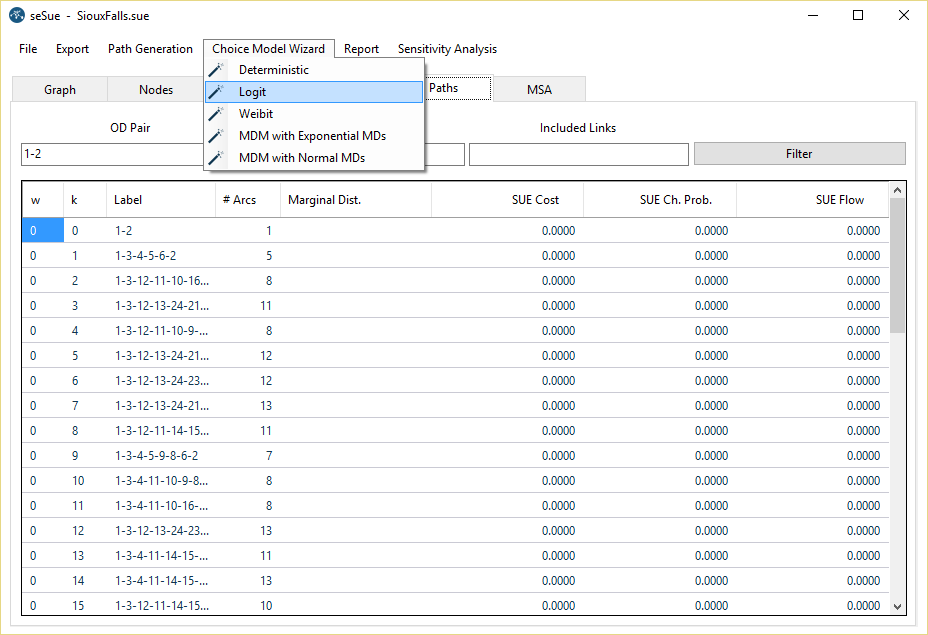 seSue - SiouxFalls.sue
File Export Path Generation Choice Model Wizard Report Sensitivity Analysis
Deterministic
Logit
Weibit
MDM with Exponential MDs
MDM with Normal MDs
Graph Nodes Paths MSA
OD Pair Included Links
1-2 Filter
w k Label # Arcs Marginal Dist. SUE Cost SUE Ch. Prob. SUE Flow
0 0 1-2 1 0.0000 0.0000 0.0000
0 1 1-3-4-5-6-2 5 0.0000 0.0000 0.0000
0 2 1-3-12-11-10-16... 8 0.0000 0.0000 0.0000
0 3 1-3-12-13-24-21... 11 0.0000 0.0000 0.0000
0 4 1-3-12-11-10-9-... 8 0.0000 0.0000 0.0000
0 5 1-3-12-13-24-21... 12 0.0000 0.0000 0.0000
0 6 1-3-12-13-24-23... 12 0.0000 0.0000 0.0000
0 7 1-3-12-13-24-21... 13 0.0000 0.0000 0.0000
0 8 1-3-12-11-14-15... 11 0.0000 0.0000 0.0000
0 9 1-3-4-5-9-8-6-2 7 0.0000 0.0000 0.0000
0 10 1-3-4-11-10-9-8... 8 0.0000 0.0000 0.0000
0 11 1-3-4-11-10-16-... 8 0.0000 0.0000 0.0000
0 12 1-3-12-13-24-23... 13 0.0000 0.0000 0.0000
0 13 1-3-4-11-14-15-... 11 0.0000 0.0000 0.0000
0 14 1-3-4-11-14-15-... 13 0.0000 0.0000 0.0000
0 15 1-3-12-11-14-15... 10 0.0000 0.0000 0.0000